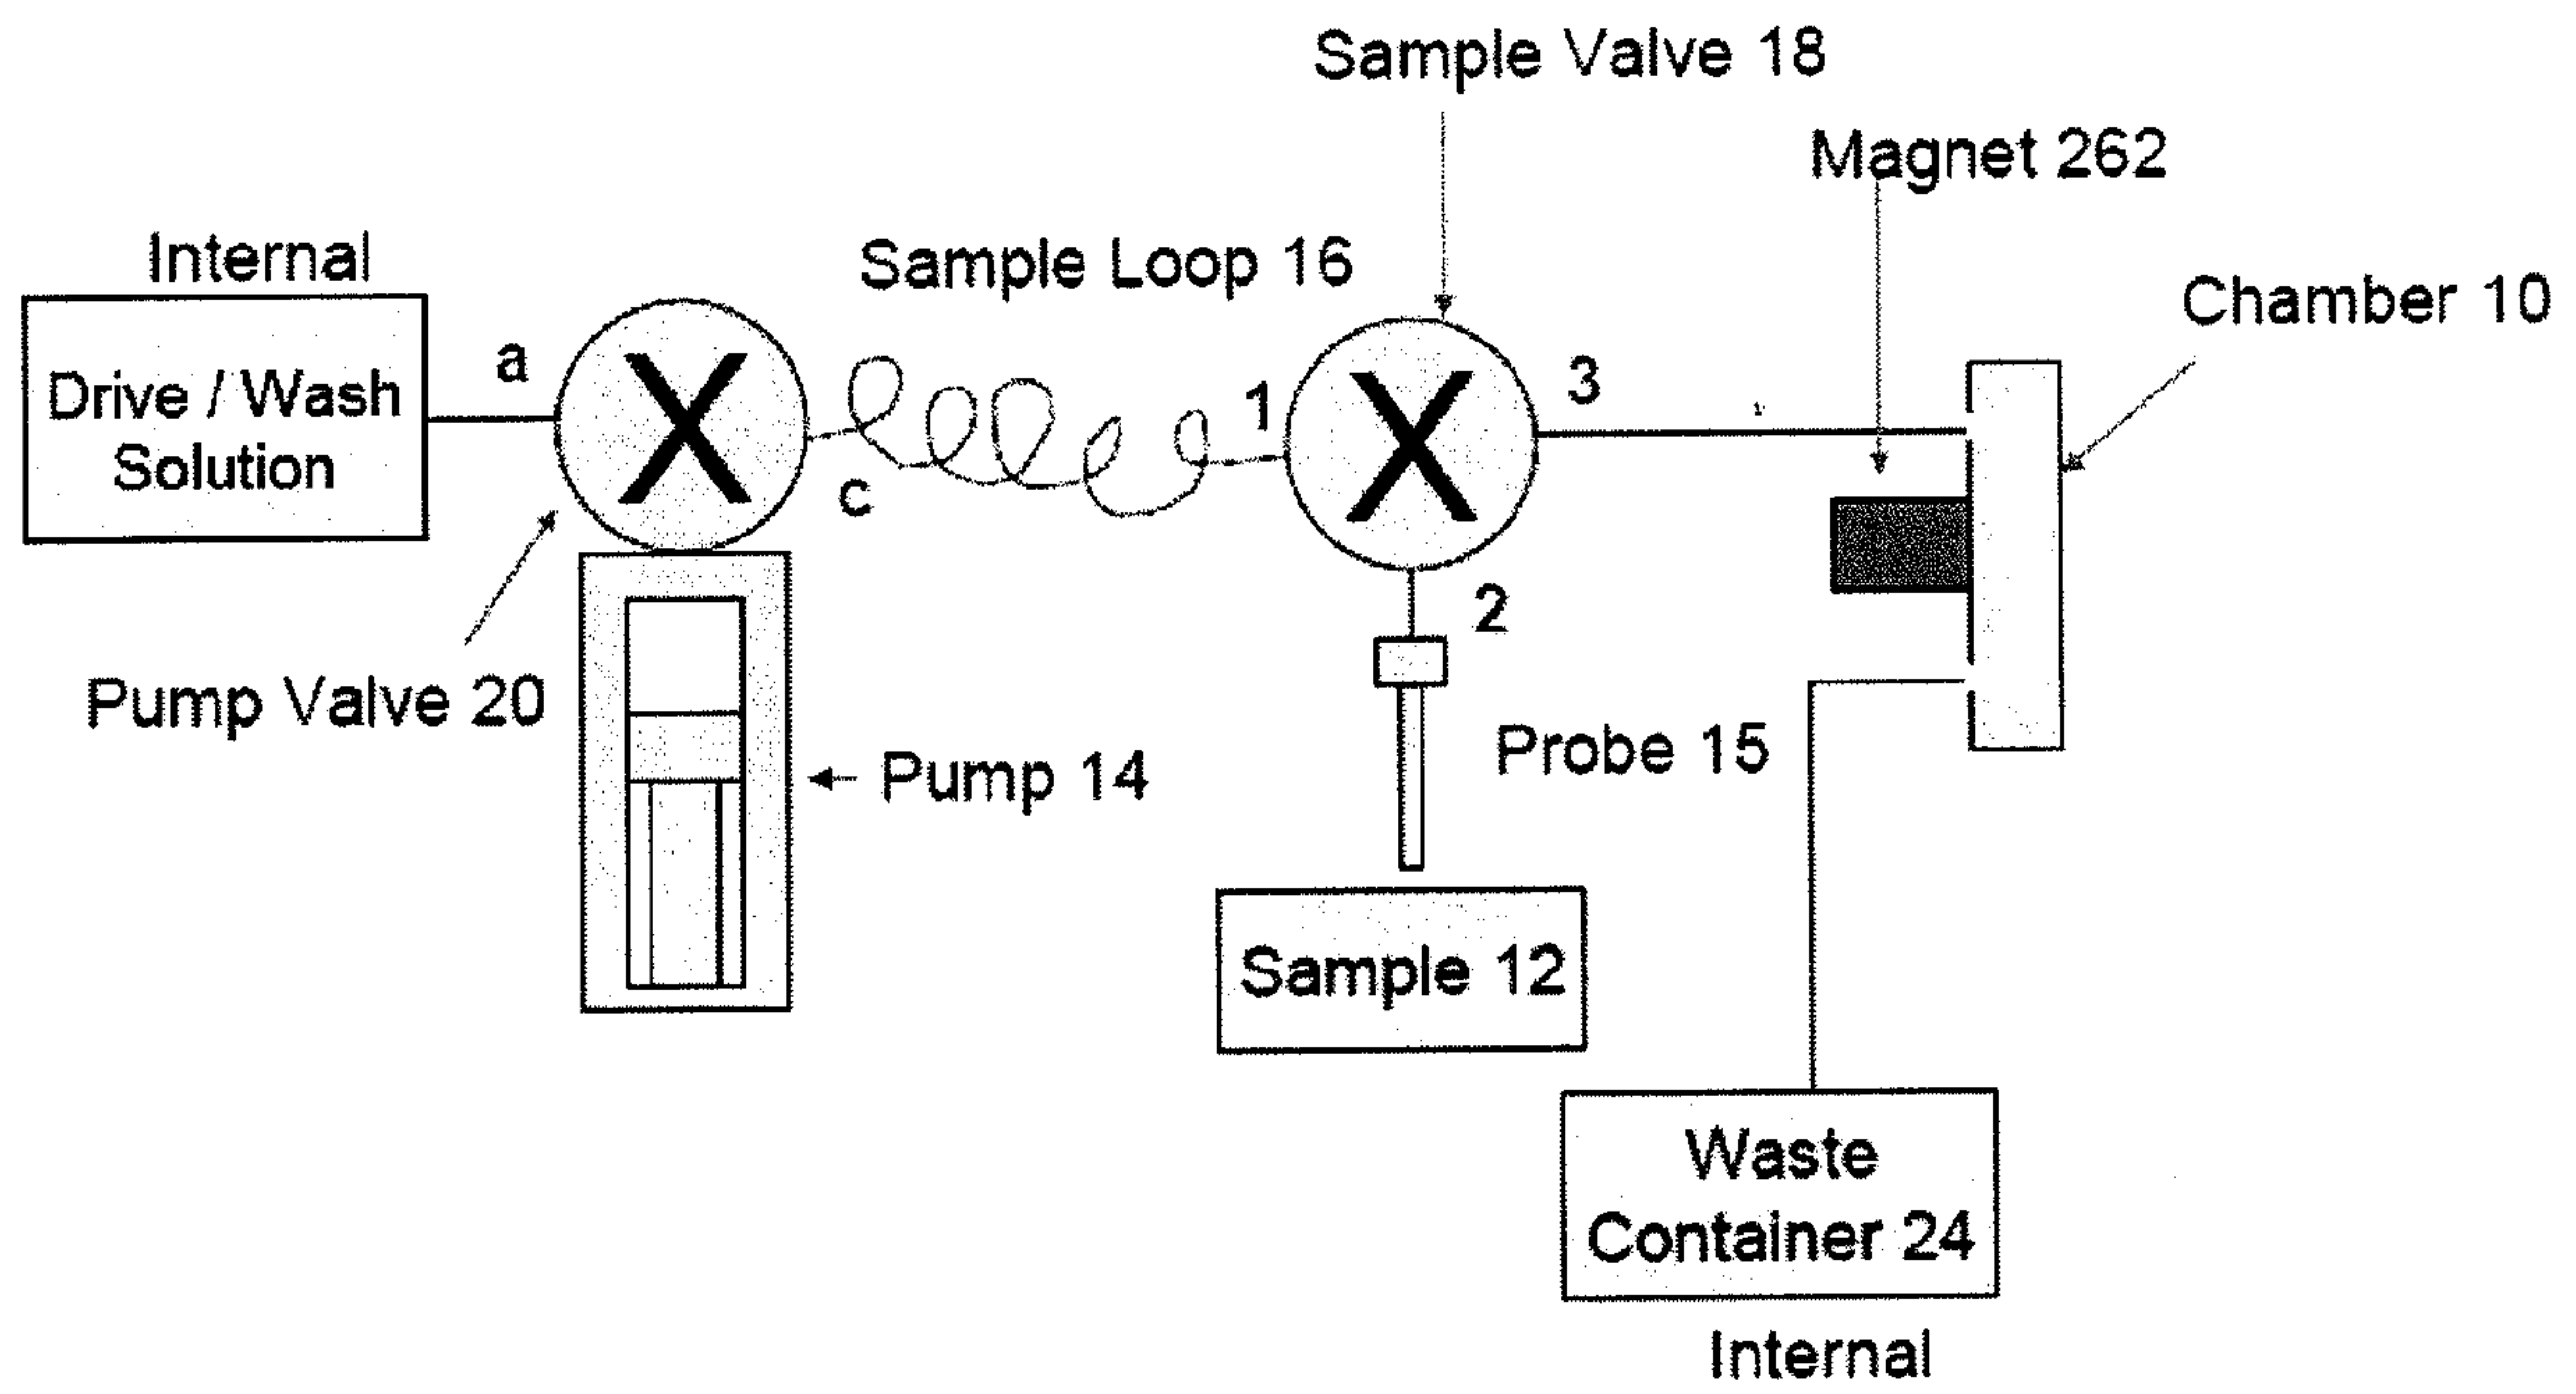 Sample Valve 18
Magnet 262
Internal
Sample Loop 16
Chamber 10
a
Drive / Wash
Solution
c
1
3
2
Pump Valve 20
Pump 14
Probe 15
Sample 12
Waste
Container 24
Internal